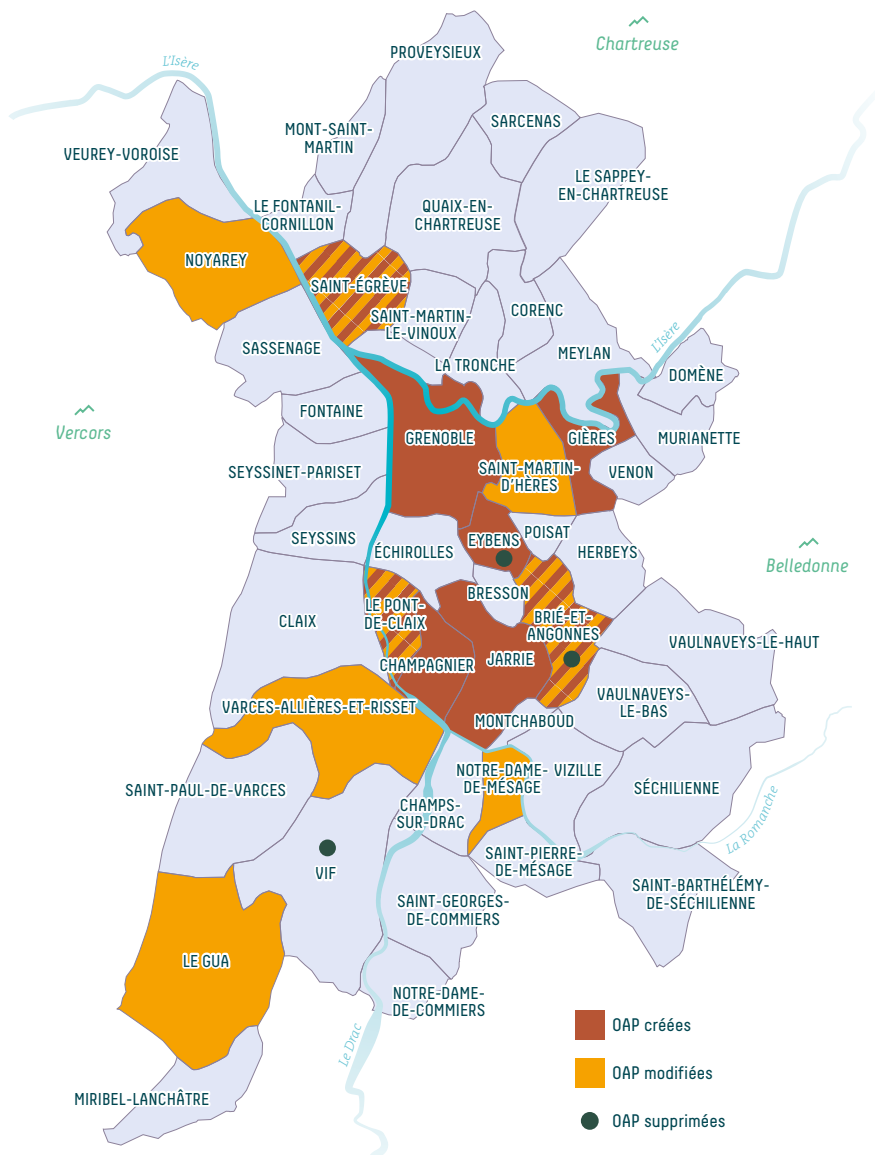 PROVEYSIEUX
Chartreuse
L'Isère
SARCENAS
MONT-SAINT-
MARTIN
VEUREY-VOROISE
LE SAPPEY-
EN-CHARTREUSE
LE FONTANIL-
CORNILLON
QUAIX-EN-
CHARTREUSE
NOYAREY
SAINT-ÉGRÈVE
CORENC
SAINT-MARTIN-
LE-VINOUX
L'Isère
SASSENAGE
MEYLAN
LA TRONCHE
DOMÈNE
FONTAINE
Vercors
GRENOBLE
GIÈRES
MURIANETTE
SEYSSINET-PARISET
SAINT-MARTIN-
D'HÈRES
VENON
SEYSSINS
EYBENS
POISAT
ÉCHIROLLES
HERBEYS
Belledonne
BRESSON
LE PONT-
DE-CLAIX
CLAIX
BRIÉ-ET-
ANGONNES
VAULNAVEYS-LE-HAUT
CHAMPAGNIER
JARRIE
VAULNAVEYS-
LE-BAS
VARCES-ALLIÈRES-ET-RISSET
MONTCHABOUD
NOTRE-DAME-
DE-MÉSAGE
VIZILLE
SAINT-PAUL-DE-VARCES
SÉCHILIENNE
CHAMPS-
SUR-DRAC
La Romanche
SAINT-PIERRE-
DE-MÉSAGE
VIF
SAINT-BARTHÉLÉMY-
DE-SÉCHILIENNE
SAINT-GEORGES-
DE-COMMIERS
LE GUA
NOTRE-DAME-
DE-COMMIERS
Le Drac
OAP créées
OAP modifiées
MIRIBEL-LANCHÂTRE
OAP supprimées